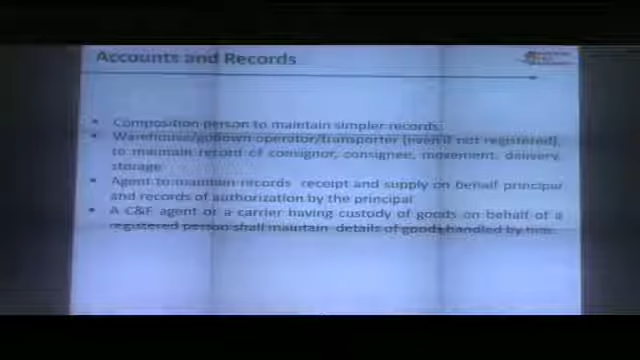 Accounts and Records
• Composition person to maintain simpler records.
• Warehouse/godown operator/transporter (even if not registered),
to maintain record of consignor, consignee, movement, delivery,
storage
• Agent to maintain records receipt and supply on behalf principal
and records of authorization by the principal
• A C&F agent or a carrier having custody of goods on behalf of a
registered person shall maintain details of goods handled by him.